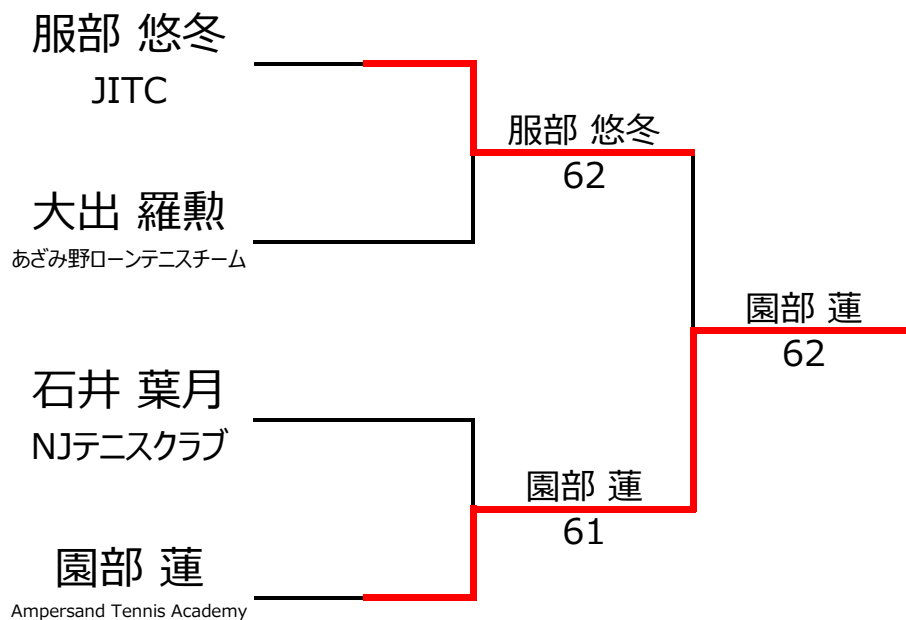 服部 悠冬
JITC
服部 悠冬
62
大出 羅勲
あざみ野ローンテニスチーム
園部 蓮
62
石井 葉月
NJテニスクラブ
園部 蓮
61
園部 蓮
Ampersand Tennis Academy